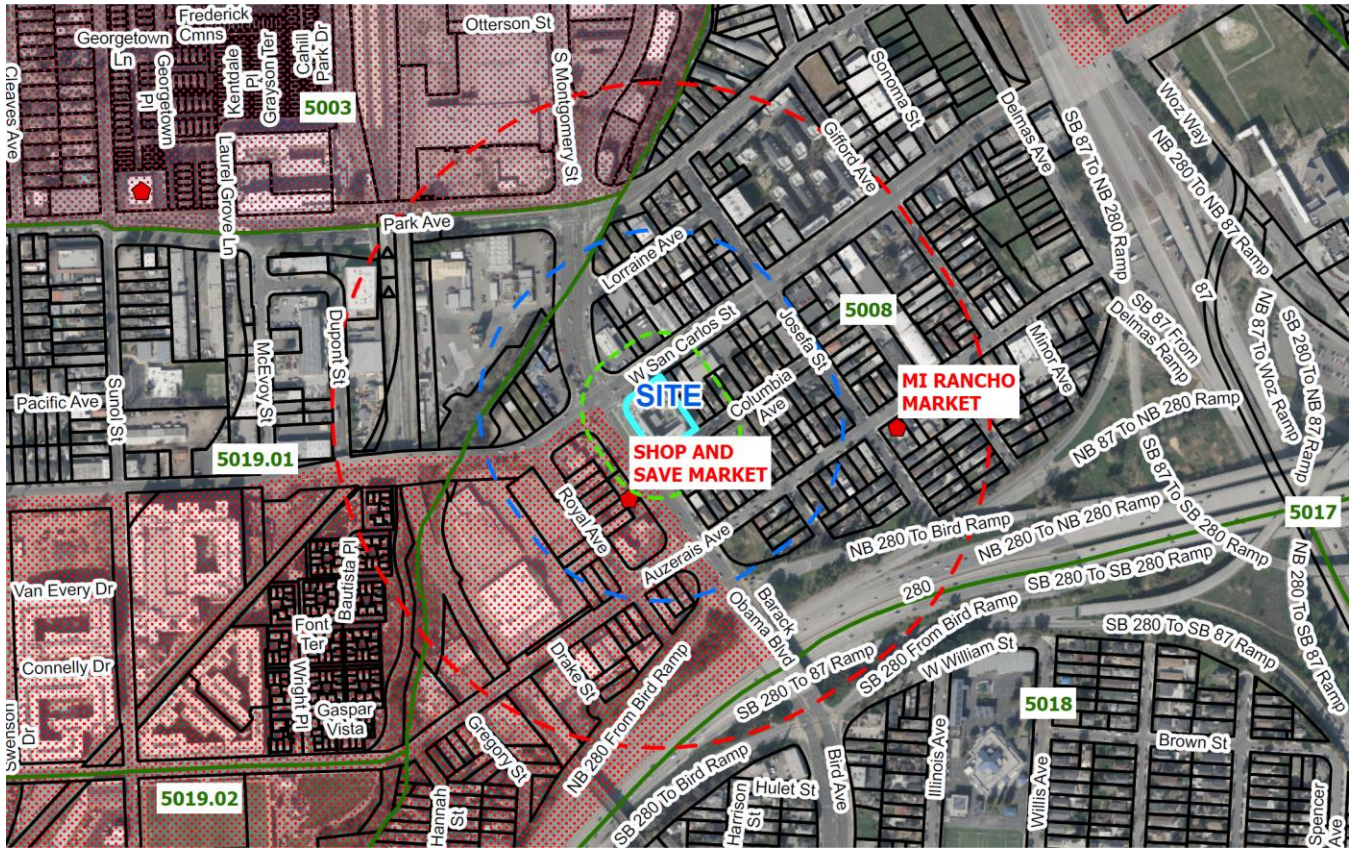 Frederick
Cmns
Georgetown
Ln
Georgetown
Pl
Kentdale
Pl
Grayson Ter
Cahill
Park Dr
Otterson St
S Montgomery
St
Cleaves Ave
5003
Laurel Grove
Ln
Park Ave
Sonoma St
Gifford Ave
Delmas Ave
SB 87 To NB 280 Ramp
Woz Way
NB 280 To NB 87 Ramp
87
NB 87 To Woz Ramp
SB 280 To NB 87 Ramp
SB 87 From
Delmas Ramp
Lorraine Ave
W San Carlos St
Josefa St
5008
Minor Ave
Columbia
Ave
SITE
MI RANCHO
MARKET
SHOP AND
SAVE MARKET
Dupont St
McEvoy St
Pacific Ave
Sunol St
5019.01
Royal Ave
Auzerais Ave
NB 87 To NB 280 Ramp
SB 87 To SB 280 Ramp
NB 280 To Bird Ramp
NB 280 To NB 280 Ramp
5017
280
SB 280 To SB 280 Ramp
NB 280 To SB 87 Ramp
SB 280 To SB 87 Ramp
Barack
Obama Blvd
SB 280 From Bird Ramp
SB 280 To 87 Ramp
W William St
Van Every Dr
Bautista Pl
Font
Ter
Connelly Dr
Wright Pl
Gaspar
Vista
Swenson
Dr
Drake St
NB 280 From Bird Ramp
Gregory St
Hannah
St
5019.02
SB 280 To Bird Ramp
Harrison
St
Hulet St
Bird Ave
Illinois Ave
5018
Willis Ave
Brown St
Spencer
Ave